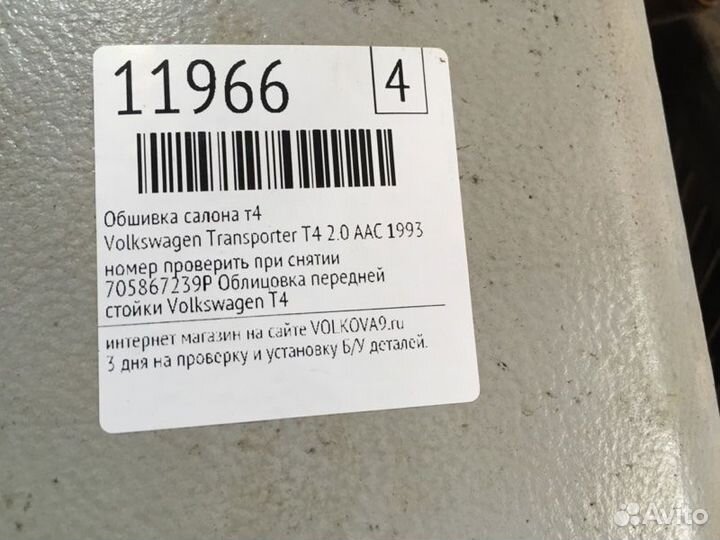 11966
4
Обшивка салона т4
Volkswagen Transporter T4 2.0 AAC 1993
номер проверить при снятии
705867239P Облицовка передней
стойки Volkswagen T4
интернет магазин на сайте VOLKOVA9.ru
3 дня на проверку и установку Б/У деталей.
Avito